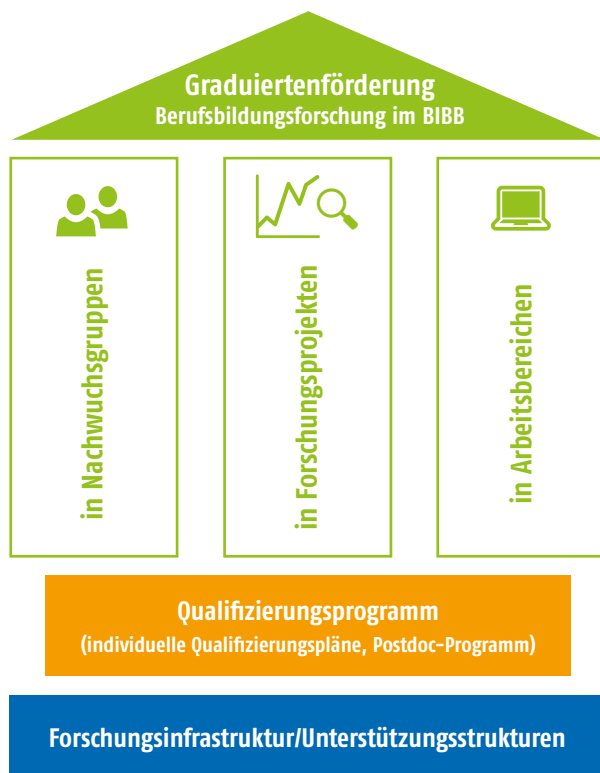 Graduiertenförderung
Berufsbildungsforschung im BIBB
in Nachwuchsgruppen
in Forschungsprojekten
in Arbeitsbereichen
Qualifizierungsprogramm
(individuelle Qualifizierungspläne, Postdoc-Programm)
Forschungsinfrastruktur/Unterstützungsstrukturen